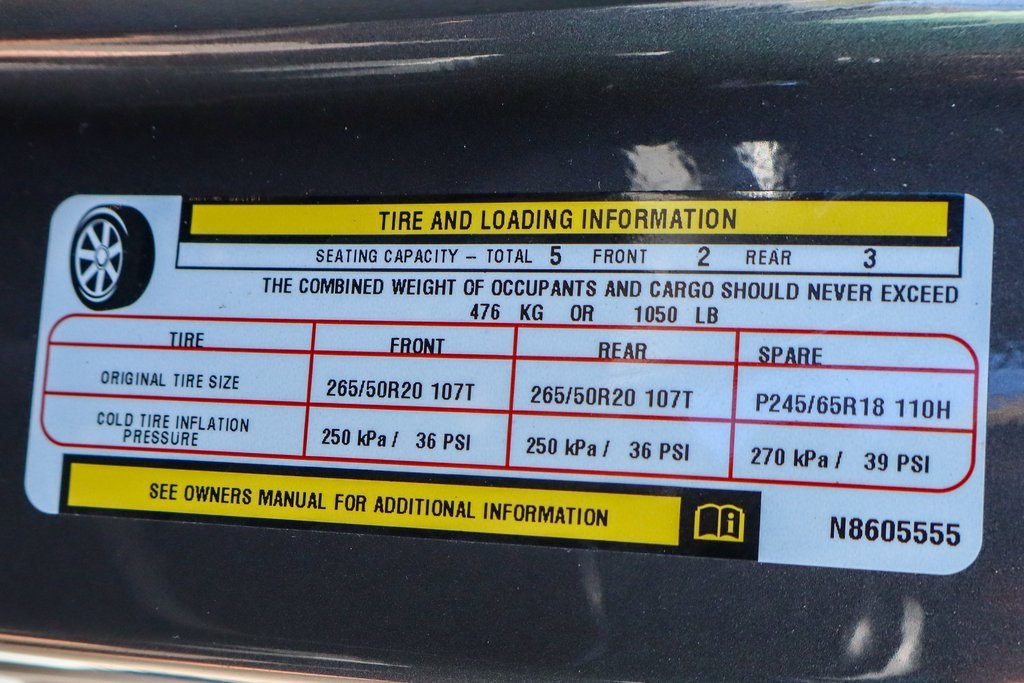 TIRE AND LOADING INFORMATION
SEATING CAPACITY – TOTAL 5 FRONT 2 REAR 3
THE COMBINED WEIGHT OF OCCUPANTS AND CARGO SHOULD NEVER EXCEED
476 KG OR 1050 LB
TIRE FRONT REAR SPARE
ORIGINAL TIRE SIZE 265/50R20 107T 265/50R20 107T P245/65R18 110H
COLD TIRE INFLATION
PRESSURE 250 kPa / 36 PSI 250 kPa / 36 PSI 270 kPa / 39 PSI
SEE OWNERS MANUAL FOR ADDITIONAL INFORMATION
N8605555